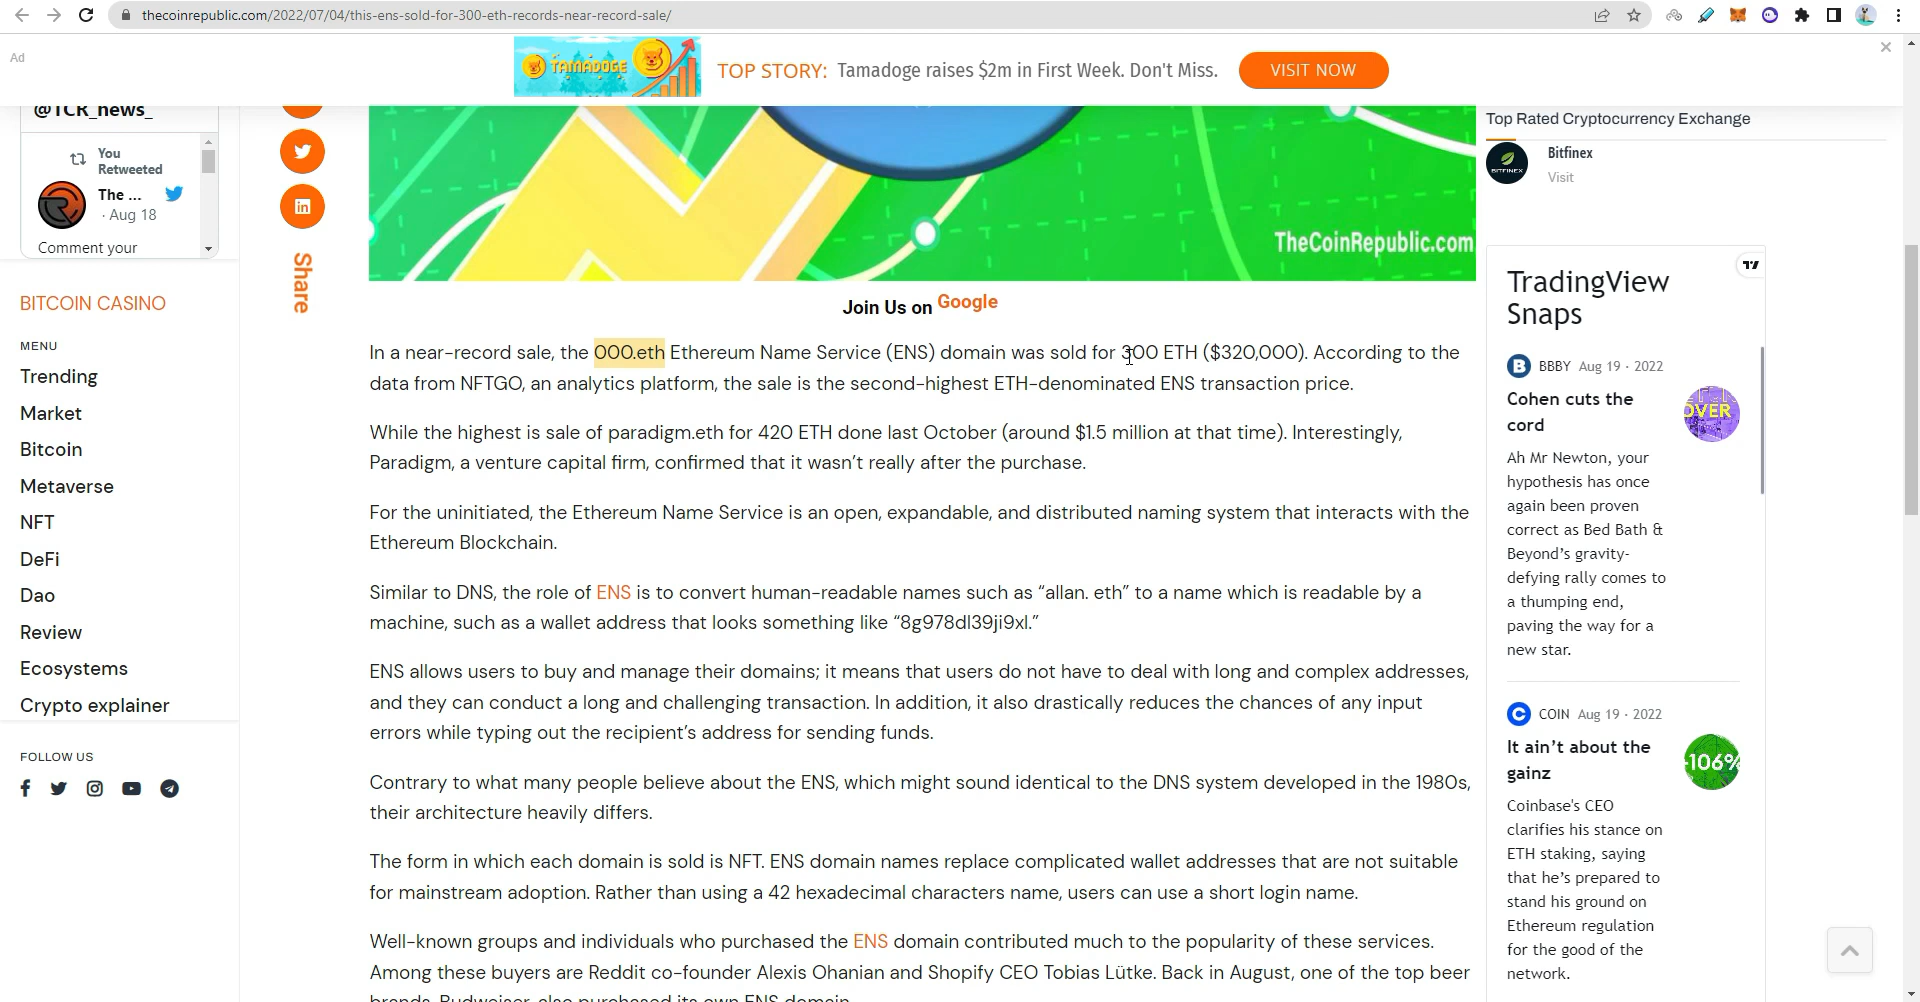 thecoinrepublic.com/2022/07/04/this-ens-sold-for-300-eth-records-near-record-sale/
Ad
TAMADOGE
TOP STORY: Tamadoge raises $2m in First Week. Don't Miss.
VISIT NOW
@TCR_news_
You
Retweeted
The ...
· Aug 18
Comment your
BITCOIN CASINO
MENU
Trending
Market
Bitcoin
Metaverse
NFT
DeFi
Dao
Review
Ecosystems
Crypto explainer
FOLLOW US
Share
TheCoinRepublic.com
Join Us on Google
In a near-record sale, the 000.eth Ethereum Name Service (ENS) domain was sold for 300 ETH ($320,000). According to the
data from NFTGO, an analytics platform, the sale is the second-highest ETH-denominated ENS transaction price.
While the highest is sale of paradigm.eth for 420 ETH done last October (around $1.5 million at that time). Interestingly,
Paradigm, a venture capital firm, confirmed that it wasn't really after the purchase.
For the uninitiated, the Ethereum Name Service is an open, expandable, and distributed naming system that interacts with the
Ethereum Blockchain.
Similar to DNS, the role of ENS is to convert human-readable names such as “allan. eth” to a name which is readable by a
machine, such as a wallet address that looks something like “8g978dl39ji9xl.”
ENS allows users to buy and manage their domains; it means that users do not have to deal with long and complex addresses,
and they can conduct a long and challenging transaction. In addition, it also drastically reduces the chances of any input
errors while typing out the recipient's address for sending funds.
Contrary to what many people believe about the ENS, which might sound identical to the DNS system developed in the 1980s,
their architecture heavily differs.
The form in which each domain is sold is NFT. ENS domain names replace complicated wallet addresses that are not suitable
for mainstream adoption. Rather than using a 42 hexadecimal characters name, users can use a short login name.
Well-known groups and individuals who purchased the ENS domain contributed much to the popularity of these services.
Among these buyers are Reddit co-founder Alexis Ohanian and Shopify CEO Tobias Lütke. Back in August, one of the top beer
brands, Budweiser, also purchased its own ENS domain.
Top Rated Cryptocurrency Exchange
BITFINEX
Bitfinex
Visit
TradingView
Snaps
BBBY Aug 19 · 2022
Cohen cuts the
cord
OVER
Ah Mr Newton, your
hypothesis has once
again been proven
correct as Bed Bath &
Beyond's gravity-
defying rally comes to
a thumping end,
paving the way for a
new star.
COIN Aug 19 · 2022
It ain't about the
gainz
106%
Coinbase's CEO
clarifies his stance on
ETH staking, saying
that he's prepared to
stand his ground on
Ethereum regulation
for the good of the
network.